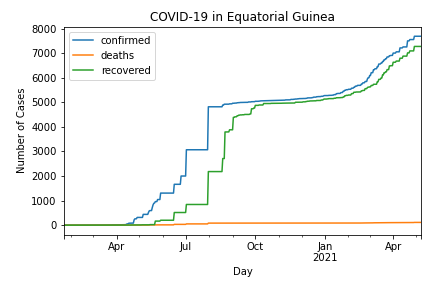 COVID-19 in Equatorial Guinea
8000
7000
6000
5000
4000
3000
2000
1000
0
Number of Cases
confirmed
deaths
recovered
Apr Jul Oct Jan Apr
2021
Day